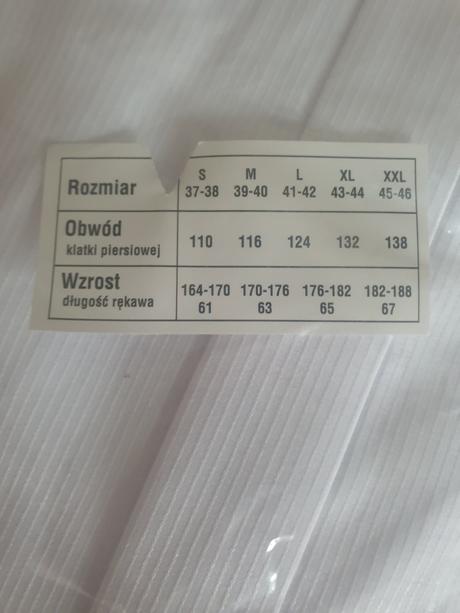 Rozmiar S M L XL XXL
37-38 39-40 41-42 43-44 45-46
Obwód
klatki piersiowej 110 116 124 132 138
Wzrost 164-170 170-176 176-182 182-188
długość rękawa 61 63 65 67